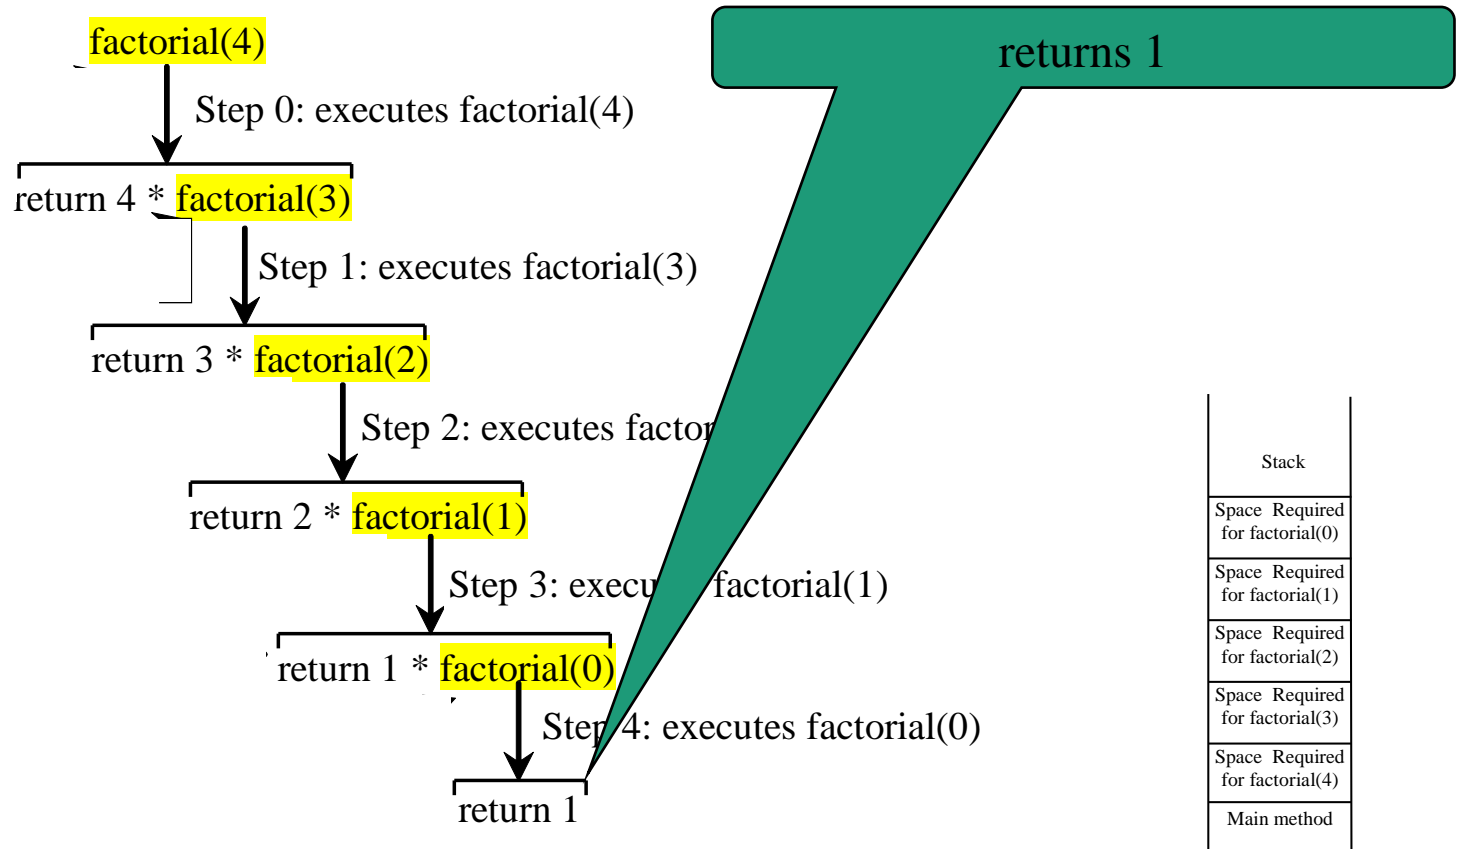 factorial(4)
returns 1
Step 0: executes factorial(4)
return 4 * factorial(3)
Step 1: executes factorial(3)
return 3 * factorial(2)
Step 2: executes
return 2 * factorial(1)
Step 3: factorial(1)
return 1 * factorial(0)
Step 4: executes factorial(0)
return 1
Stack
Space Required
for factorial(0)
Space Required
for factorial(1)
Space Required
for factorial(2)
Space Required
for factorial(3)
Space Required
for factorial(4)
Main method